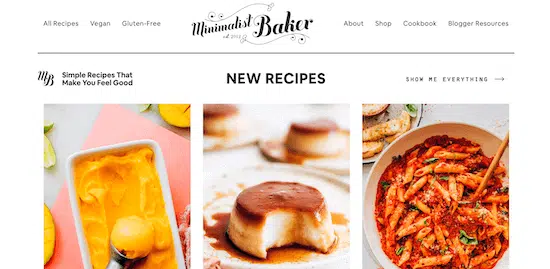 All Recipes Vegan Gluten-Free
Minimalist Baker
est. 2012
About Shop Cookbook Blogger Resources
MB
Simple Recipes That
Make You Feel Good
NEW RECIPES
SHOW ME EVERYTHING